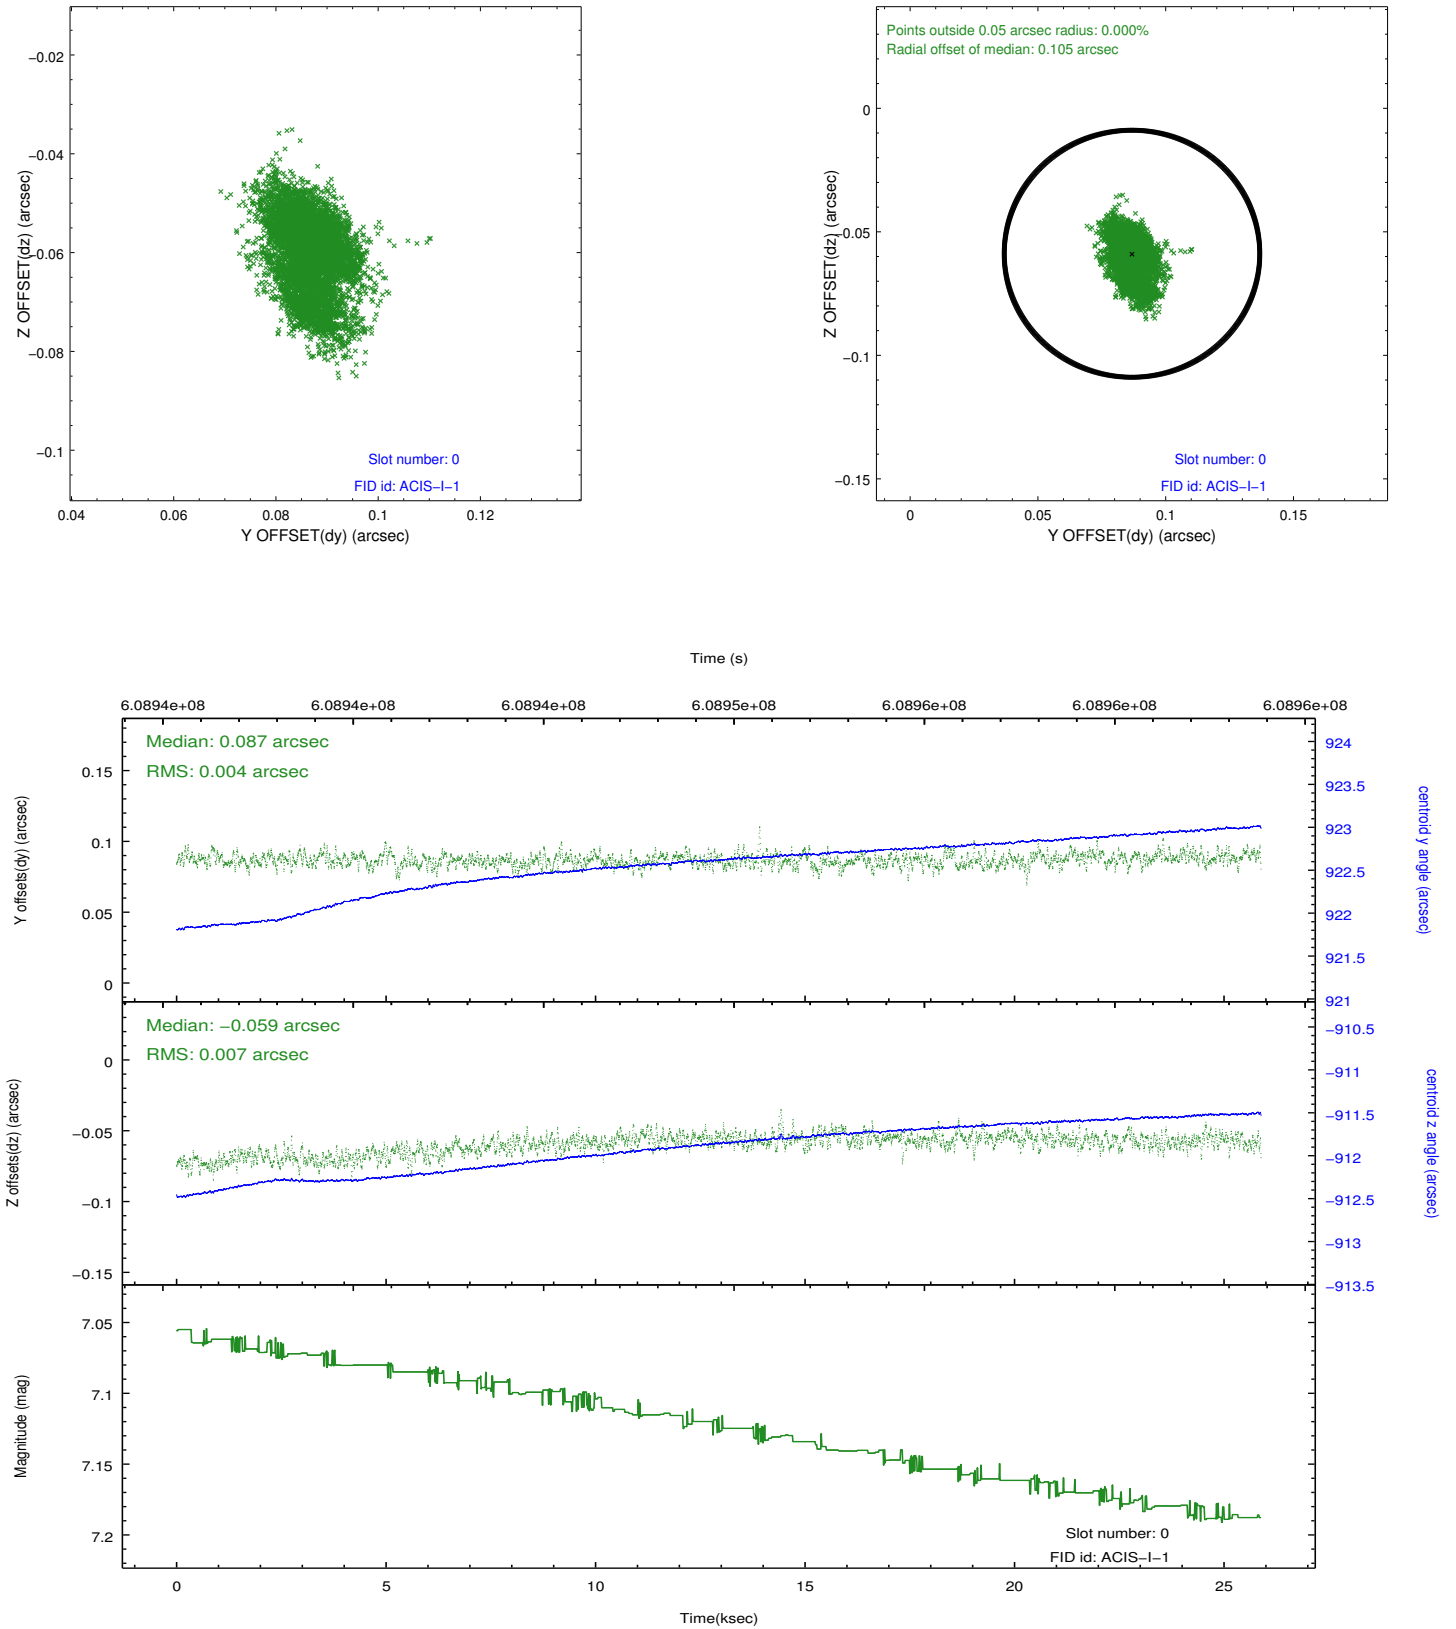 −0.02
−0.04
−0.06
−0.08
−0.1
Z OFFSET(dz) (arcsec)
Slot number: 0
FID id: ACIS−I−1
0.04 0.06 0.08 0.1 0.12
Y OFFSET(dy) (arcsec)
Points outside 0.05 arcsec radius: 0.000%
Radial offset of median: 0.105 arcsec
0
−0.05
−0.1
−0.15
Z OFFSET(dz) (arcsec)
Slot number: 0
FID id: ACIS−I−1
0 0.05 0.1 0.15
Y OFFSET(dy) (arcsec)
Time (s)
6.0894e+08 6.0894e+08 6.0894e+08 6.0895e+08 6.0896e+08 6.0896e+08 6.0896e+08
Median: 0.087 arcsec
RMS: 0.004 arcsec
0.15
0.1
0.05
0
Y offsets(dy) (arcsec)
924
923.5
923
922.5
922
921.5
921
centroid y angle (arcsec)
Median: −0.059 arcsec
RMS: 0.007 arcsec
0
−0.05
−0.1
−0.15
Z offsets(dz) (arcsec)
−910.5
−911
−911.5
−912
−912.5
−913
−913.5
centroid z angle (arcsec)
7.05
7.1
7.15
7.2
Magnitude (mag)
Slot number: 0
FID id: ACIS−I−1
0 5 10 15 20 25
Time(ksec)